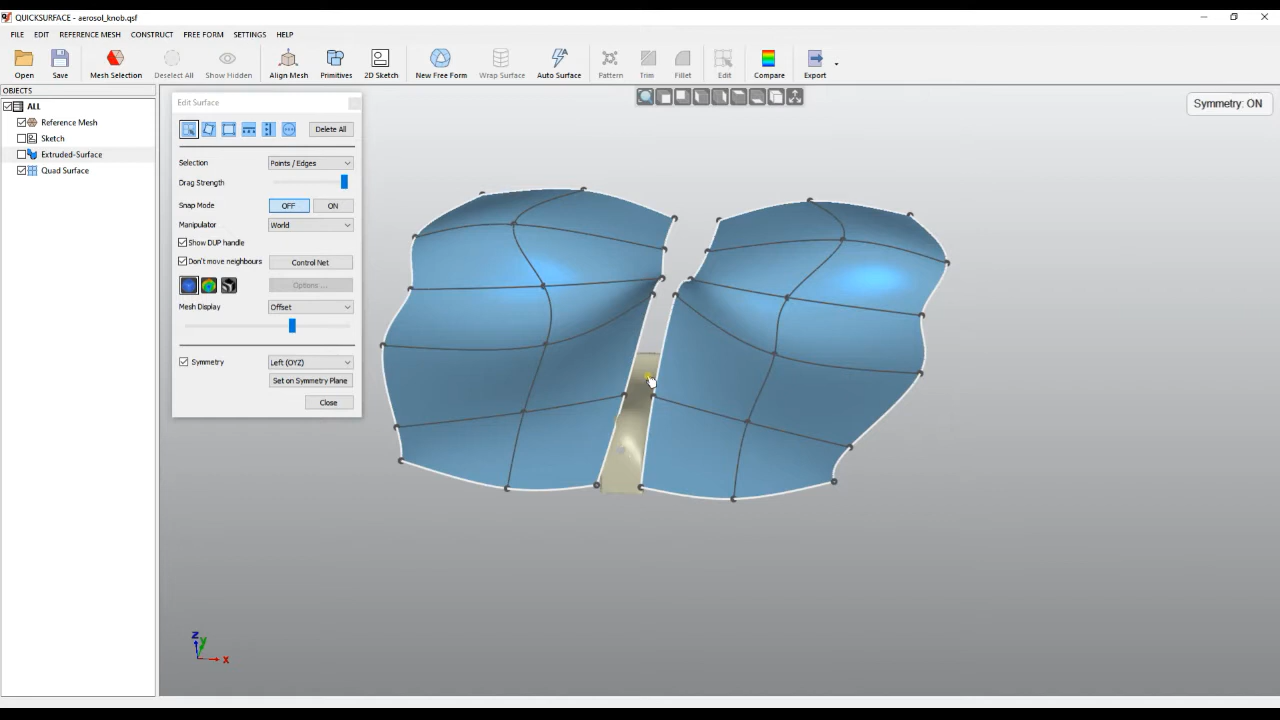 QUICKSURFACE - aerosol_knob.qsf
FILE EDIT REFERENCE MESH CONSTRUCT FREE FORM SETTINGS HELP
Open Save Mesh Selection Deselect All Show Hidden Align Mesh Primitives 2D Sketch New Free Form Wrap Surface Auto Surface Pattern Trim Fillet Edit Compare Export
OBJECTS
ALL
Reference Mesh
Sketch
Extruded-Surface
Quad Surface
Edit Surface
Delete All
Selection Points / Edges
Drag Strength
Snap Mode OFF ON
Manipulator World
Show DUP handle
Don't move neighbours Control Net
Options ...
Mesh Display Offset
Symmetry Left (OYZ)
Set on Symmetry Plane
Close
Symmetry: ON
z
y
x